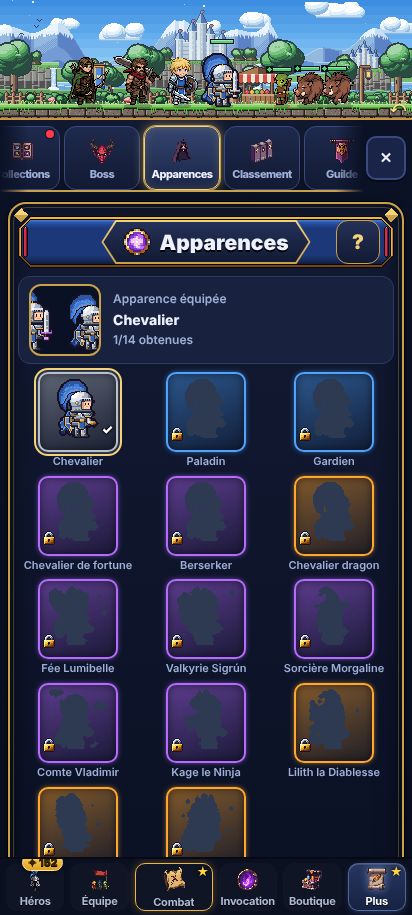 ollections
Boss
Apparences
Classement
Guilde
×
Apparences
?
Apparence équipée
Chevalier
1/14 obtenues
Chevalier
Paladin
Gardien
Chevalier de fortune
Berserker
Chevalier dragon
Fée Lumibelle
Valkyrie Sigrún
Sorcière Morgaline
Comte Vladimir
Kage le Ninja
Lilith la Diablesse
Héros
Équipe
Combat
Invocation
Boutique
Plus